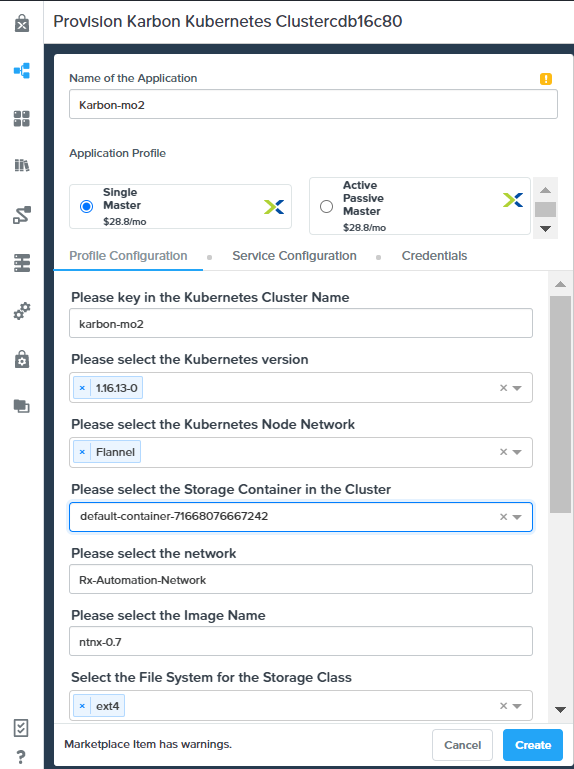 Provision Karbon Kubernetes Clustercdb16c80
Name of the Application
Karbon-mo2
Application Profile
Single
Master
$28.8/mo
Active
Passive
Master
$28.8/mo
Profile Configuration
Service Configuration
Credentials
Please key in the Kubernetes Cluster Name
karbon-mo2
Please select the Kubernetes version
× 1.16.13-0
Please select the Kubernetes Node Network
× Flannel
Please select the Storage Container in the Cluster
default-container-71668076667242
Please select the network
Rx-Automation-Network
Please select the Image Name
ntnx-0.7
Select the File System for the Storage Class
× ext4
Marketplace Item has warnings.
Cancel
Create
?